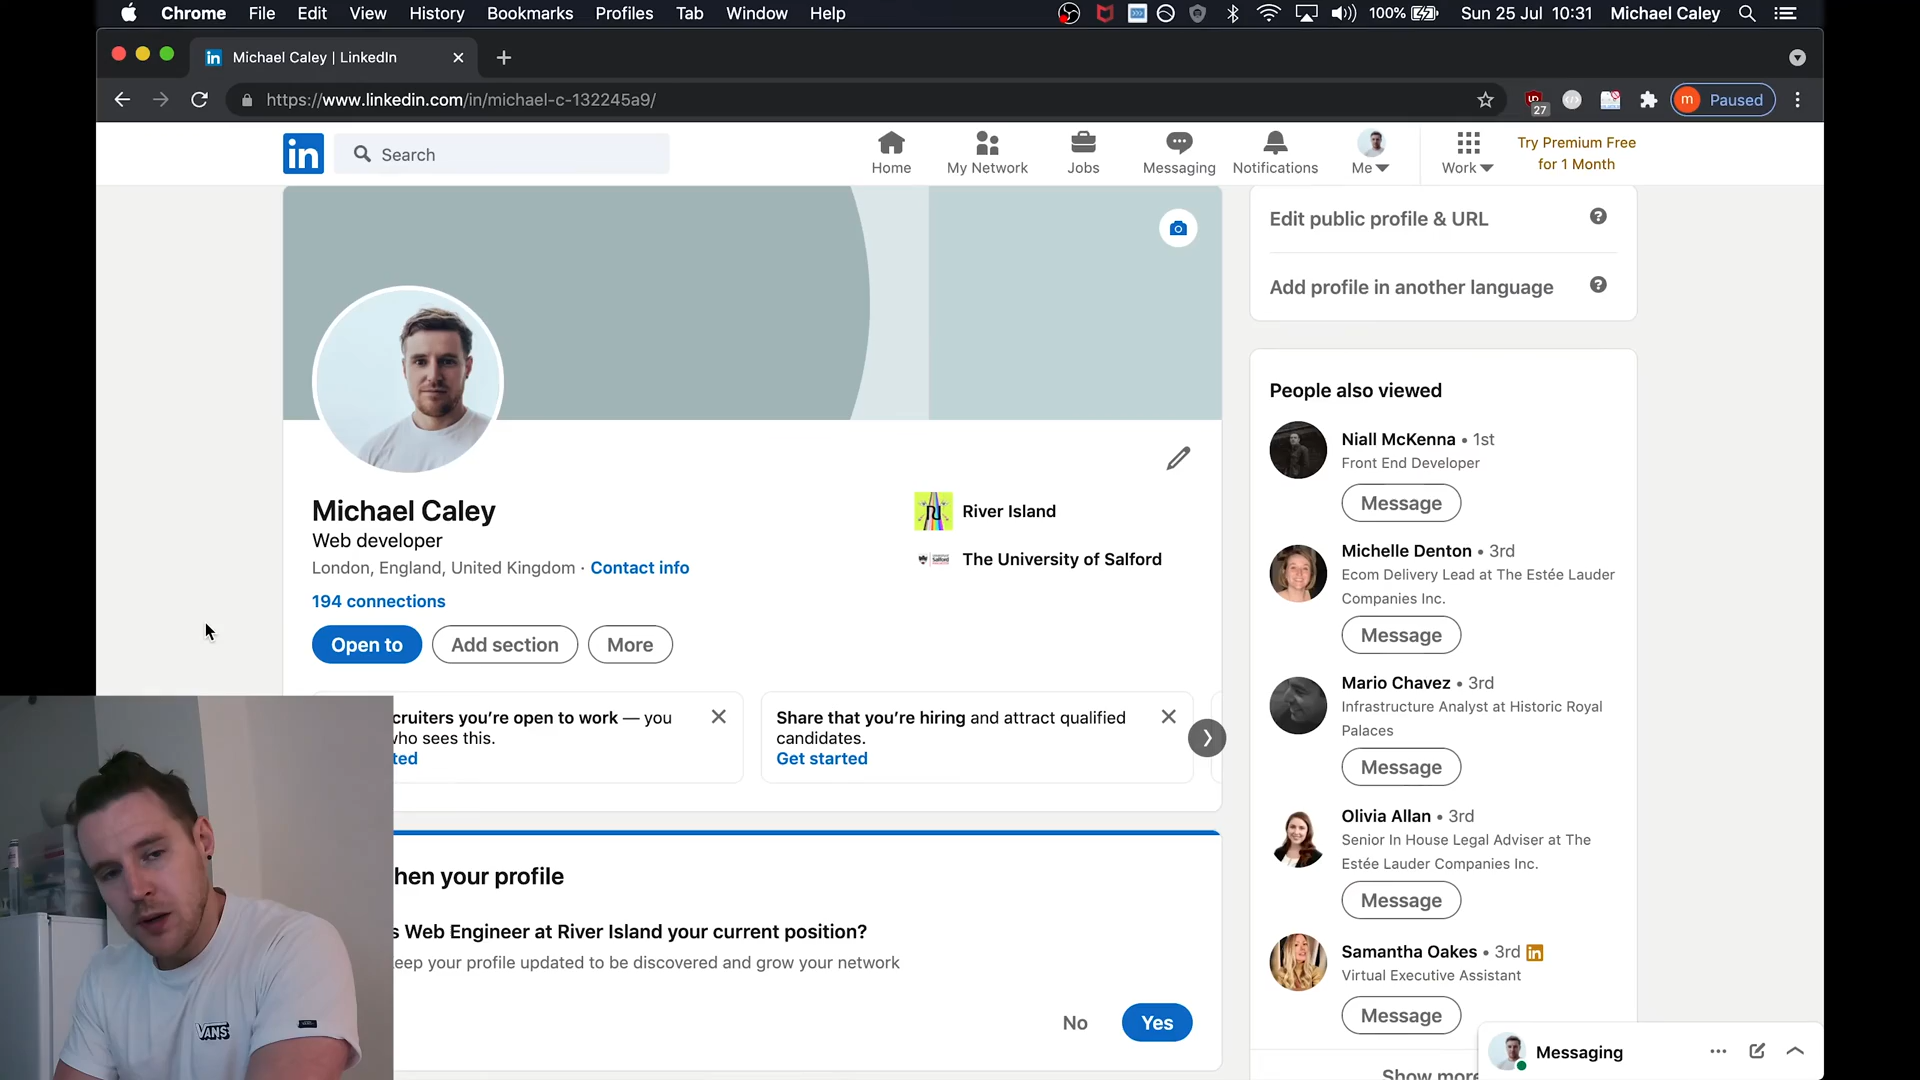 Chrome File Edit View History Bookmarks Profiles Tab Window Help
100% Sun 25 Jul 10:31 Michael Caley
in Michael Caley | LinkedIn
https://www.linkedin.com/in/michael-c-132245a9/
27
m Paused
in Search
Home
My Network
Jobs
Messaging
Notifications
Me
Work
Try Premium Free
for 1 Month
Michael Caley
Web developer
London, England, United Kingdom · Contact info
194 connections
Open to
Add section
More
River Island
The University of Salford
cruiters you're open to work — you
who sees this.
ted
Share that you're hiring and attract qualified
candidates.
Get started
hen your profile
s Web Engineer at River Island your current position?
eep your profile updated to be discovered and grow your network
No
Yes
VANS
Edit public profile & URL
Add profile in another language
People also viewed
Niall McKenna • 1st
Front End Developer
Message
Michelle Denton • 3rd
Ecom Delivery Lead at The Estée Lauder
Companies Inc.
Message
Mario Chavez • 3rd
Infrastructure Analyst at Historic Royal
Palaces
Message
Olivia Allan • 3rd
Senior In House Legal Adviser at The
Estée Lauder Companies Inc.
Message
Samantha Oakes • 3rd in
Virtual Executive Assistant
Message
Show more
Messaging